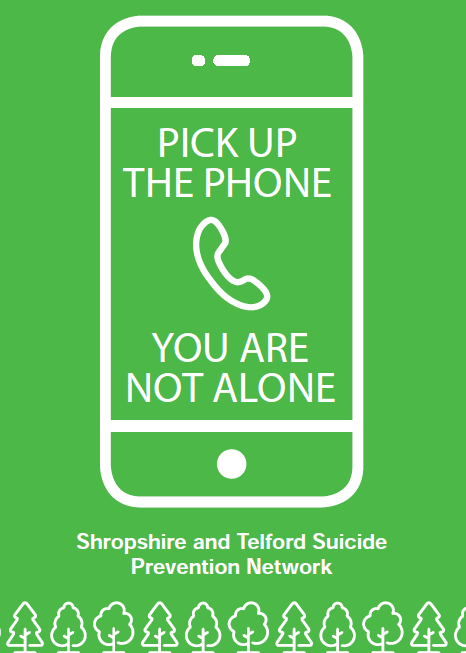 PICK UP
THE PHONE
YOU ARE
NOT ALONE
Shropshire and Telford Suicide
Prevention Network